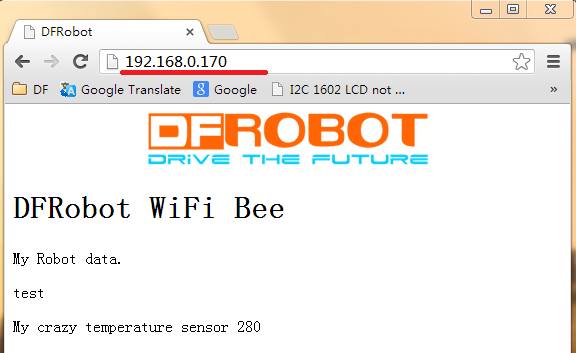 DFRobot
192.168.0.170
DF Google Translate Google I2C 1602 LCD not ... »
DFROBOT
DRIVE THE FUTURE
DFRobot WiFi Bee
My Robot data.
test
My crazy temperature sensor 280